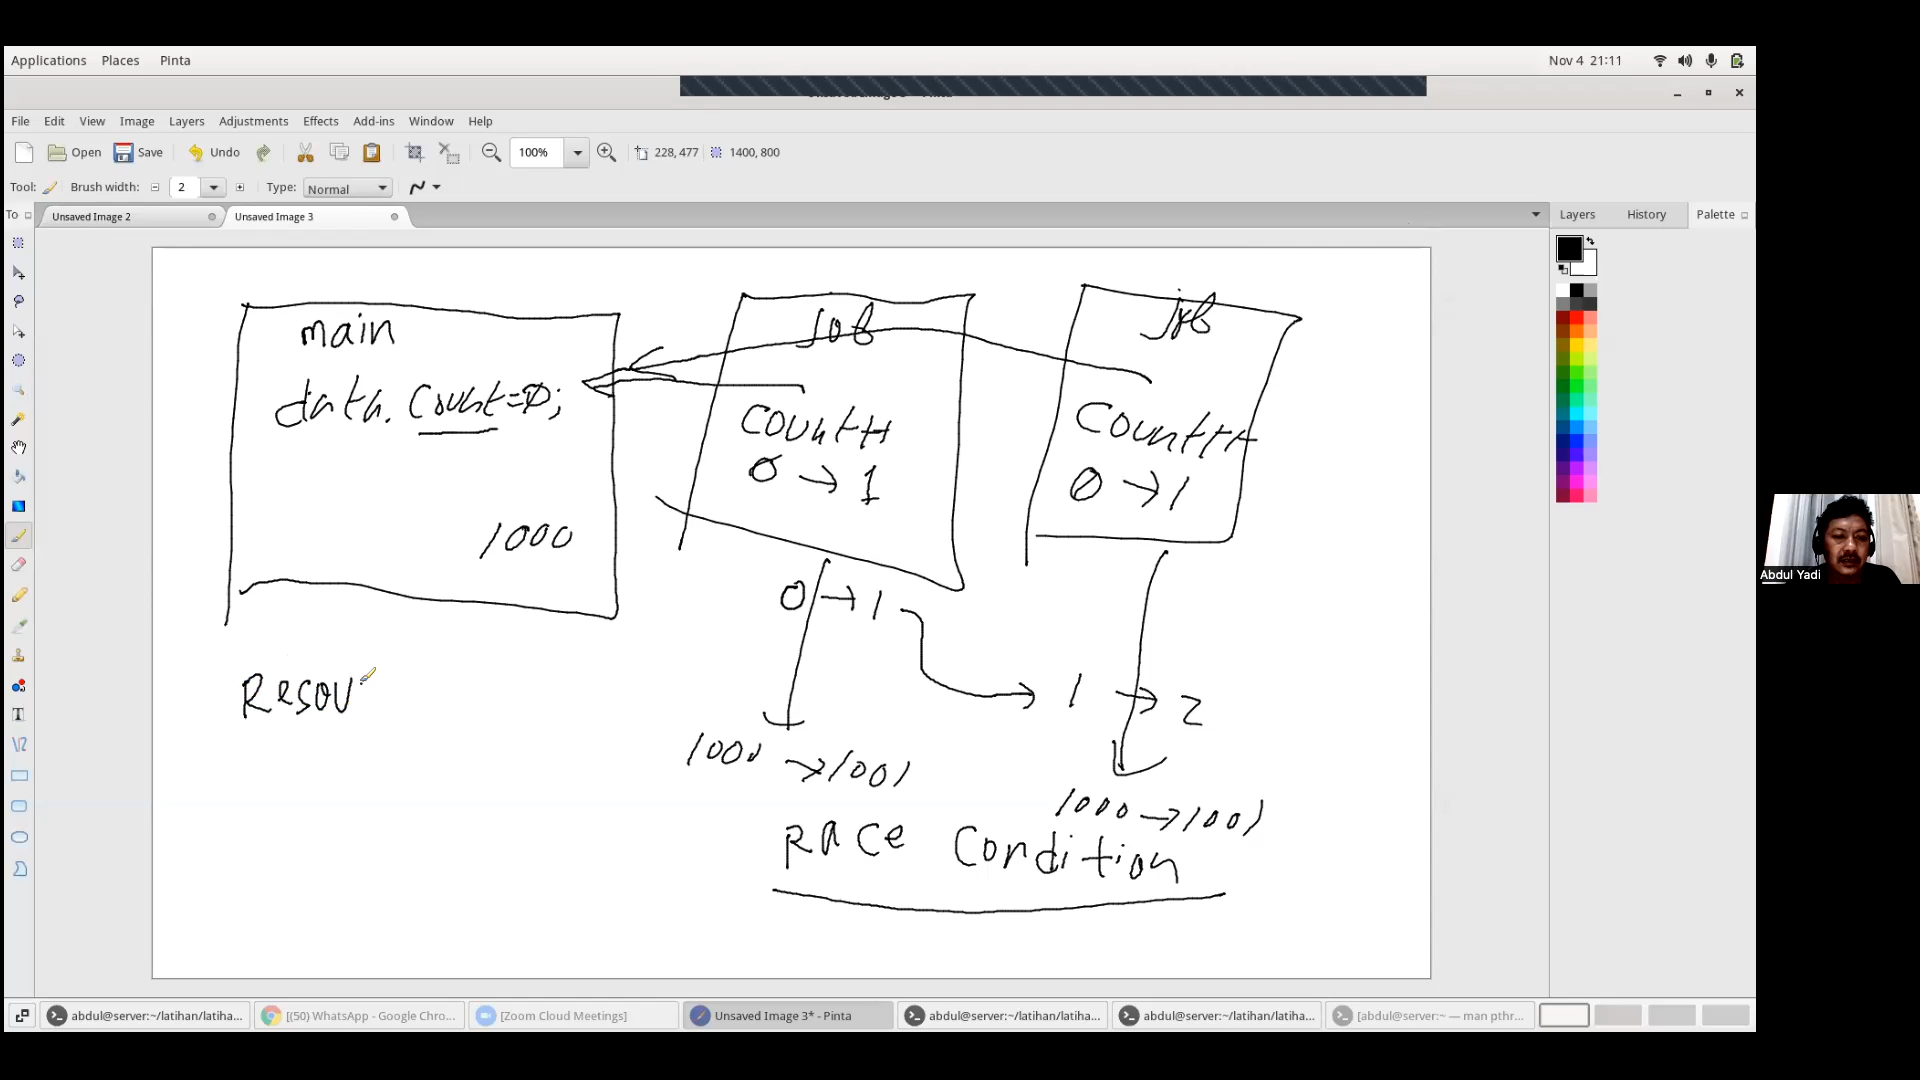 Applications Places Pinta
Nov 4 21:11
File Edit View Image Layers Adjustments Effects Add-ins Window Help
Open Save Undo 100% 228, 477 1400, 800
Tool: Brush width: 2 Type: Normal
To Unsaved Image 2 Unsaved Image 3 Layers History Palette
main
data. Count=0;
1000
Job
Count++
0 → 1
Job
Count++
0 → 1
0 → 1
1 → 2
1000 → 1001
1000 → 1001
RACe Condition
Resou
Abdul Yadi
abdul@server:~/latihan/latiha...
[(50) WhatsApp - Google Chro...
[Zoom Cloud Meetings]
Unsaved Image 3* - Pinta
abdul@server:~/latihan/latiha...
abdul@server:~/latihan/latiha...
[abdul@server:~ — man pthr...